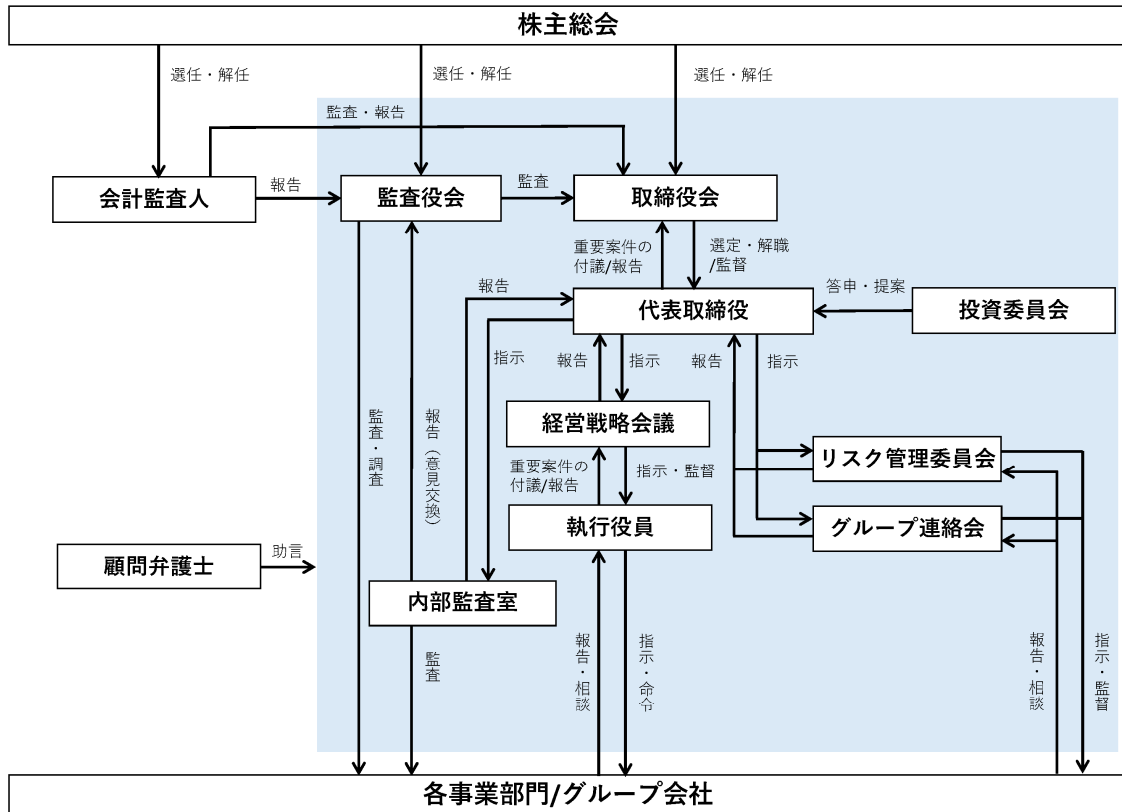 株主総会
選任・解任
選任・解任
選任・解任
監査・報告
会計監査人
報告
監査役会
監査
取締役会
重要案件の
付議/報告
選定・解職
/監督
報告
代表取締役
答申・提案
投資委員会
指示
報告
指示
報告
指示
監査・調査
報告（意見交換）
経営戦略会議
リスク管理委員会
重要案件の
付議/報告
指示・監督
執行役員
グループ連絡会
顧問弁護士
助言
内部監査室
監査
報告・相談
指示・命令
報告・相談
指示・監督
各事業部門/グループ会社